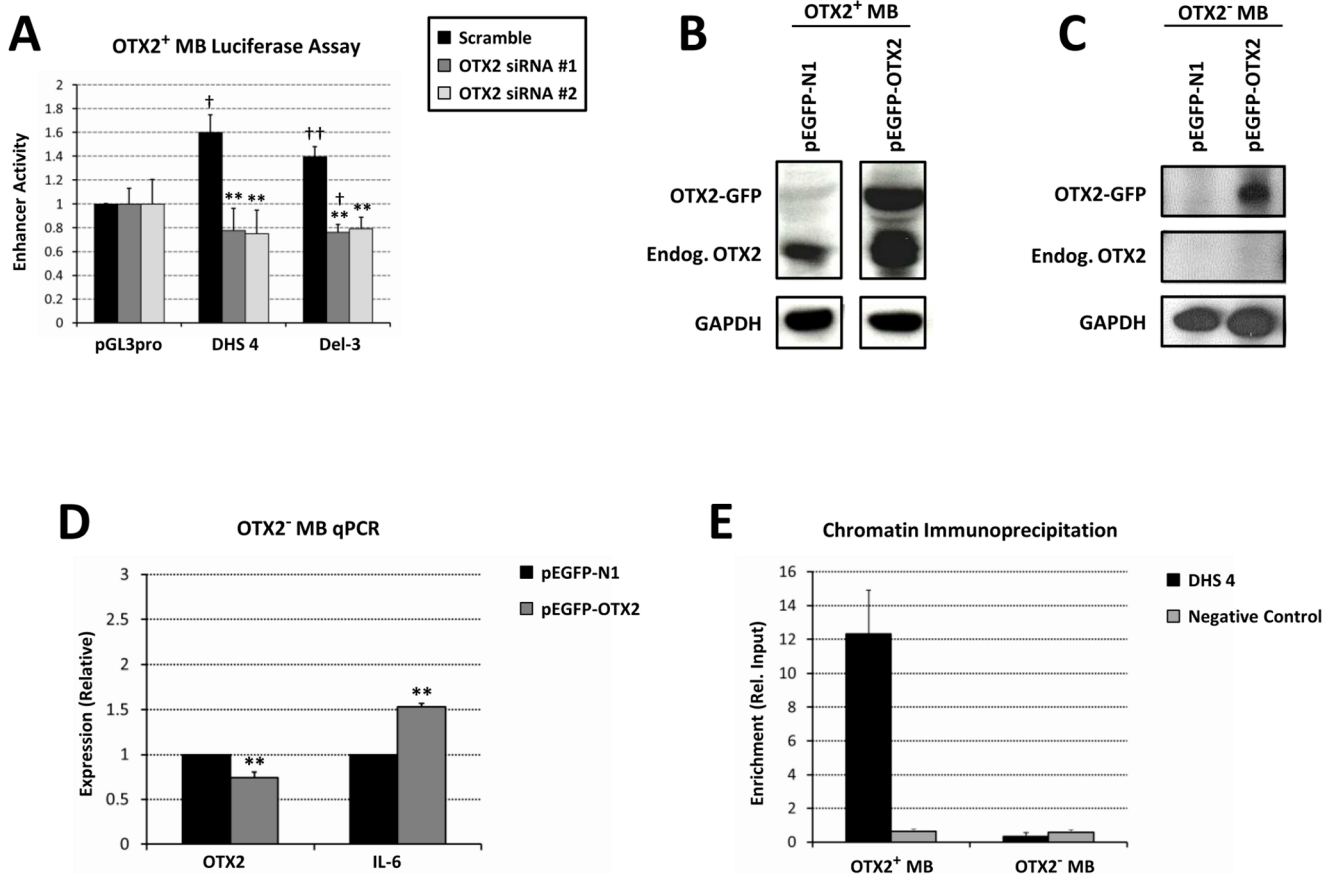 A
OTX2+ MB Luciferase Assay
Scramble
OTX2 siRNA #1
OTX2 siRNA #2
Enhancer Activity
2
1.8
1.6
1.4
1.2
1
0.8
0.6
0.4
0.2
0
†
** **
††
†
** **
pGL3pro DHS 4 Del-3
B
OTX2+ MB
pEGFP-N1
pEGFP-OTX2
OTX2-GFP
Endog. OTX2
GAPDH
C
OTX2- MB
pEGFP-N1
pEGFP-OTX2
OTX2-GFP
Endog. OTX2
GAPDH
D
OTX2- MB qPCR
pEGFP-N1
pEGFP-OTX2
Expression (Relative)
3
2.5
2
1.5
1
0.5
0
**
**
OTX2 IL-6
E
Chromatin Immunoprecipitation
DHS 4
Negative Control
Enrichment (Rel. Input)
16
14
12
10
8
6
4
2
0
OTX2+ MB OTX2- MB